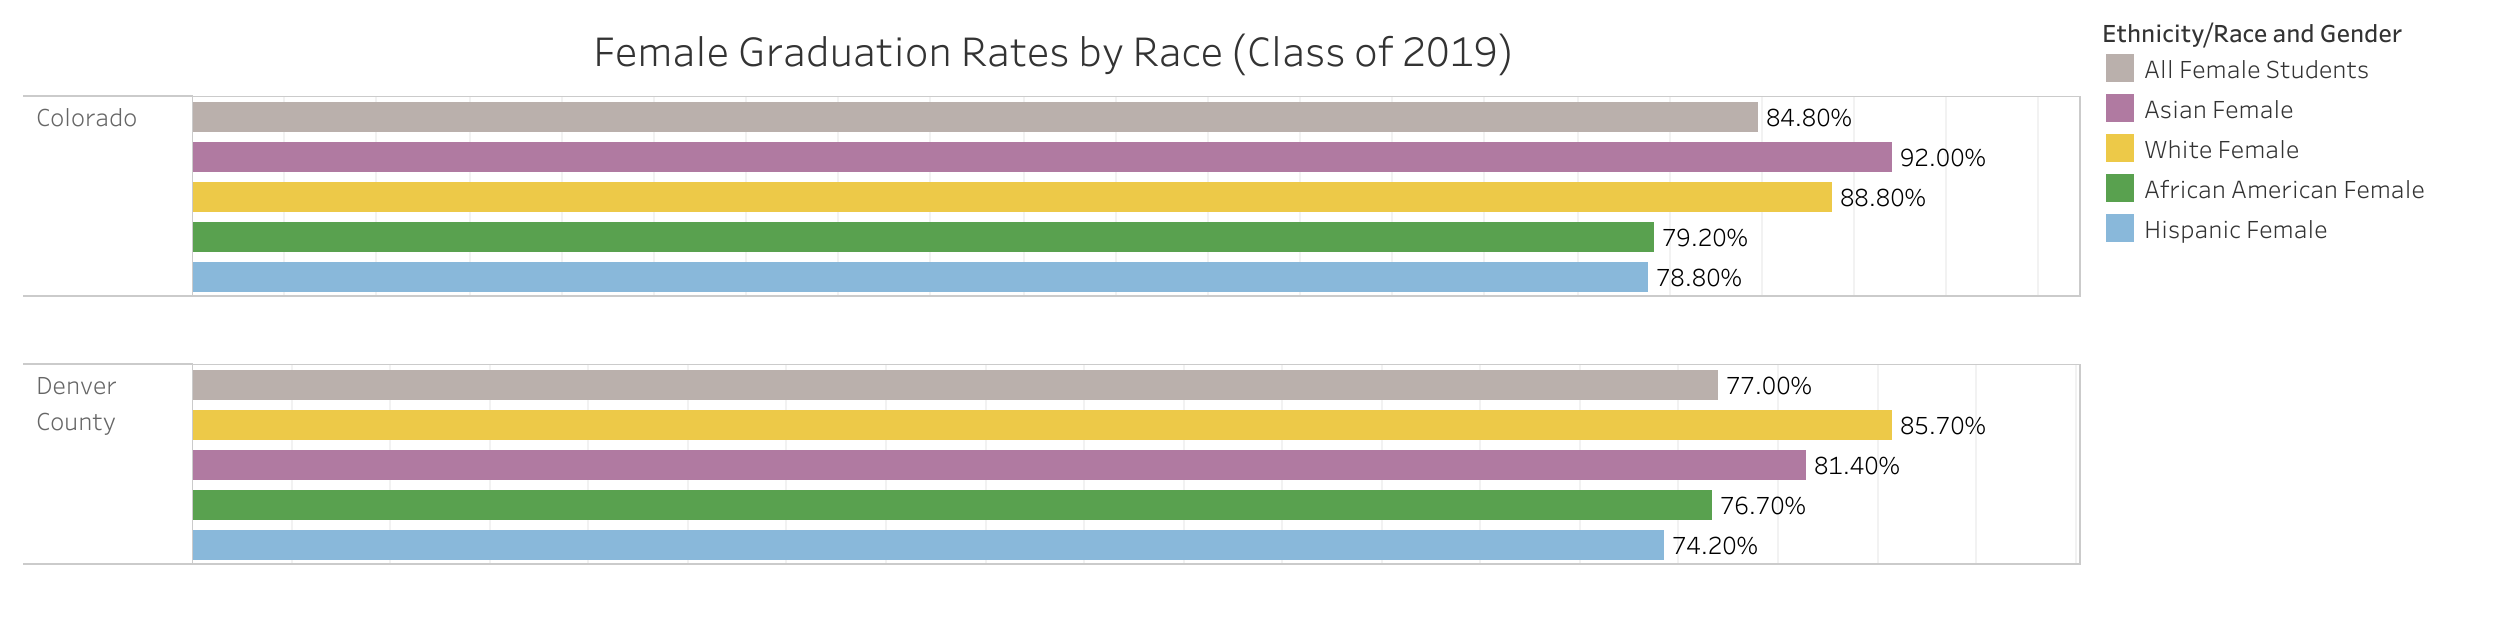 Female Graduation Rates by Race (Class of 2019)
Colorado
84.80%
92.00%
88.80%
79.20%
78.80%
Denver
County
77.00%
85.70%
81.40%
76.70%
74.20%
Ethnicity/Race and Gender
All Female Students
Asian Female
White Female
African American Female
Hispanic Female